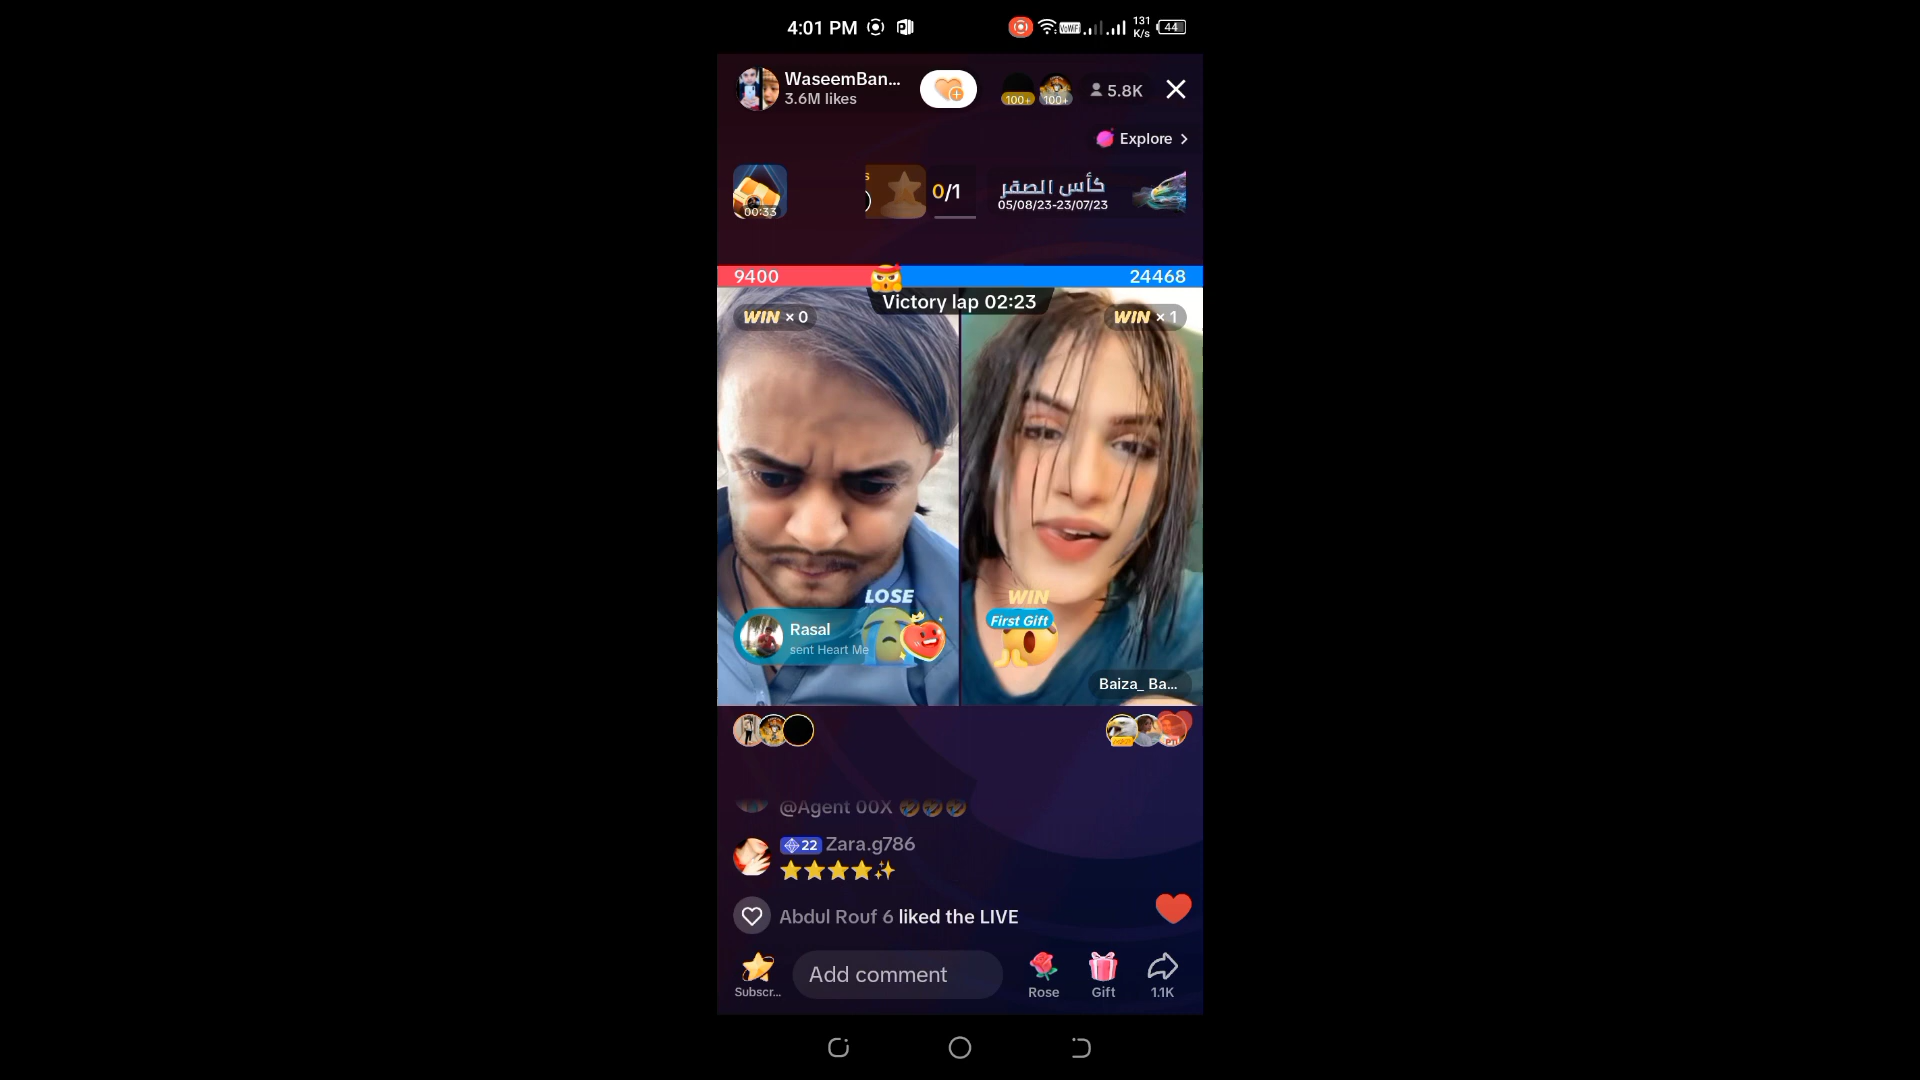 4:01 PM
VoWiFi
131
K/s
44
WaseemBan...
3.6M likes
100+
100+
5.8K
Explore
00:33
s
0/1
كأس الصقر
05/08/23-23/07/23
9400
24468
Victory lap 02:23
WIN × 0
WIN × 1
LOSE
WIN
First Gift
Rasal
sent Heart Me
Baiza_ Ba...
@Agent 00X 🤣🤣🤣
22 Zara.g786
⭐⭐⭐⭐✨
Abdul Rouf 6 liked the LIVE
Subscr...
Add comment
Rose
Gift
1.1K